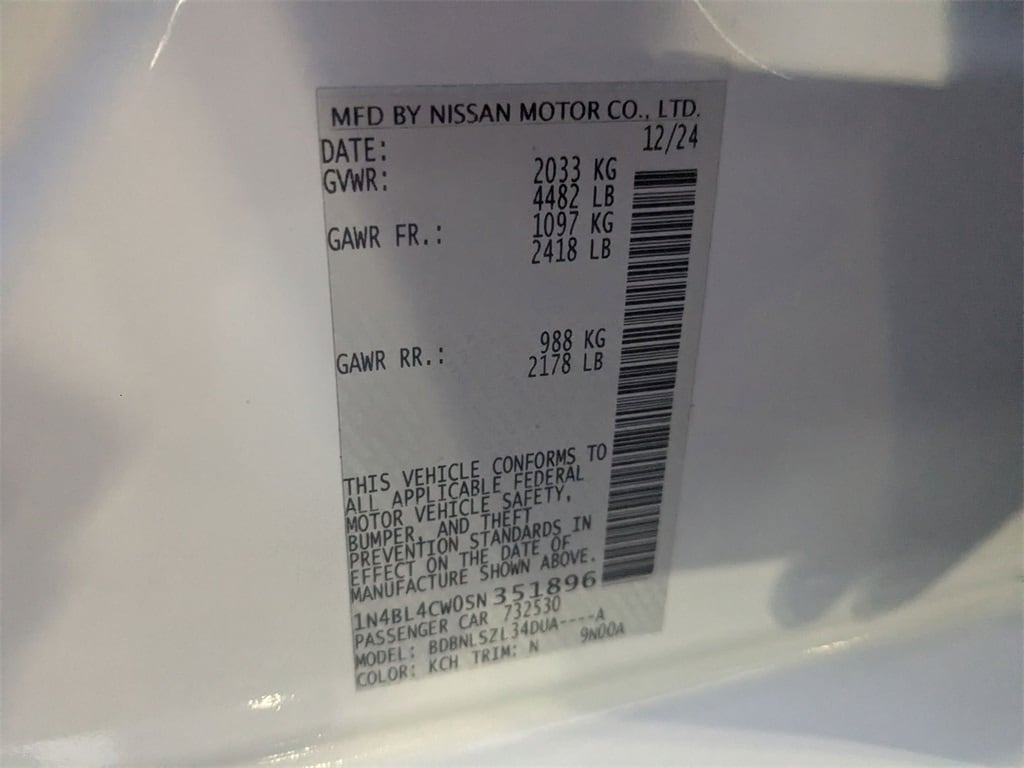 MFD BY NISSAN MOTOR CO., LTD.
DATE: 12/24
GVWR: 2033 KG
4482 LB
GAWR FR.: 1097 KG
2418 LB
GAWR RR.: 988 KG
2178 LB
THIS VEHICLE CONFORMS TO
ALL APPLICABLE FEDERAL
MOTOR VEHICLE SAFETY,
BUMPER, AND THEFT
PREVENTION STANDARDS IN
EFFECT ON THE DATE OF
MANUFACTURE SHOWN ABOVE.
1N4BL4CW0SN351896
PASSENGER CAR 732530
MODEL: BDBNLSZL34DUA----A
COLOR: KCH TRIM: N 9N00A